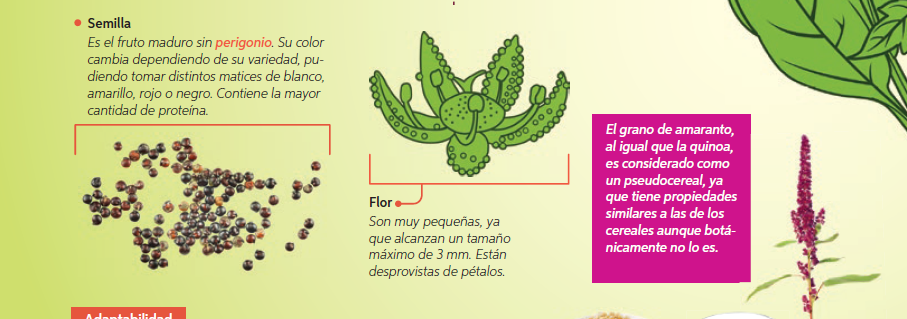 Semilla
Es el fruto maduro sin perigonio. Su color
cambia dependiendo de su variedad, pu-
diendo tomar distintos matices de blanco,
amarillo, rojo o negro. Contiene la mayor
cantidad de proteína.
Flor
Son muy pequeñas, ya
que alcanzan un tamaño
máximo de 3 mm. Están
desprovistas de pétalos.
El grano de amaranto,
al igual que la quinoa,
es considerado como
un pseudocereal, ya
que tiene propiedades
similares a las de los
cereales aunque botá-
nicamente no lo es.
Adaptabilidad